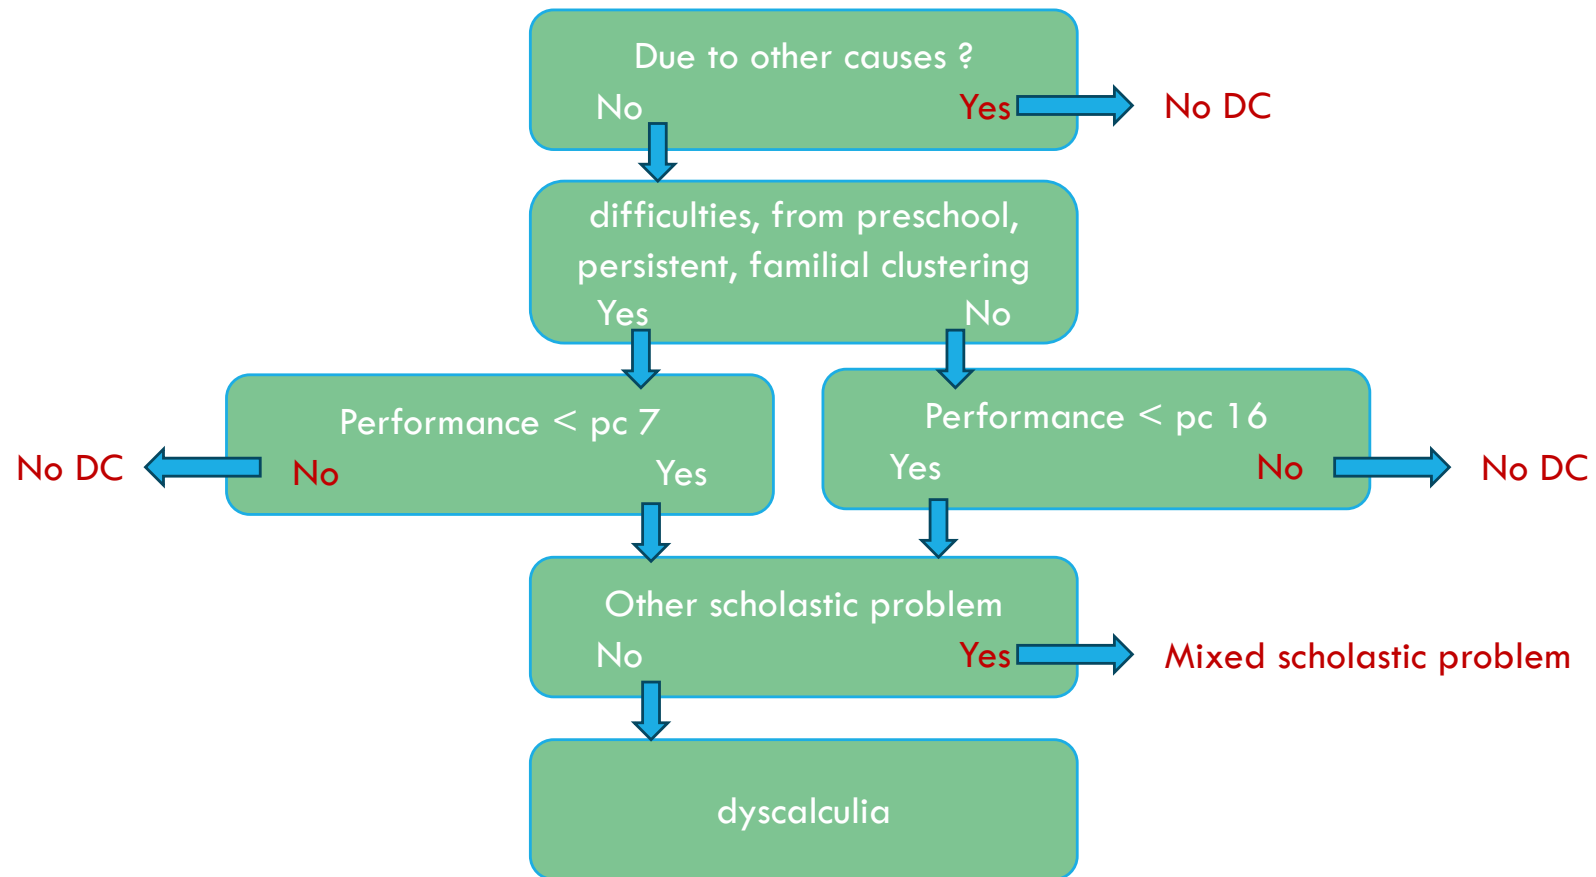 Due to other causes ?
No
Yes
No DC
difficulties, from preschool,
persistent, familial clustering
Yes
No
Performance < pc 7
No DC
No
Yes
Performance < pc 16
Yes
No
No DC
Other scholastic problem
No
Yes
Mixed scholastic problem
dyscalculia